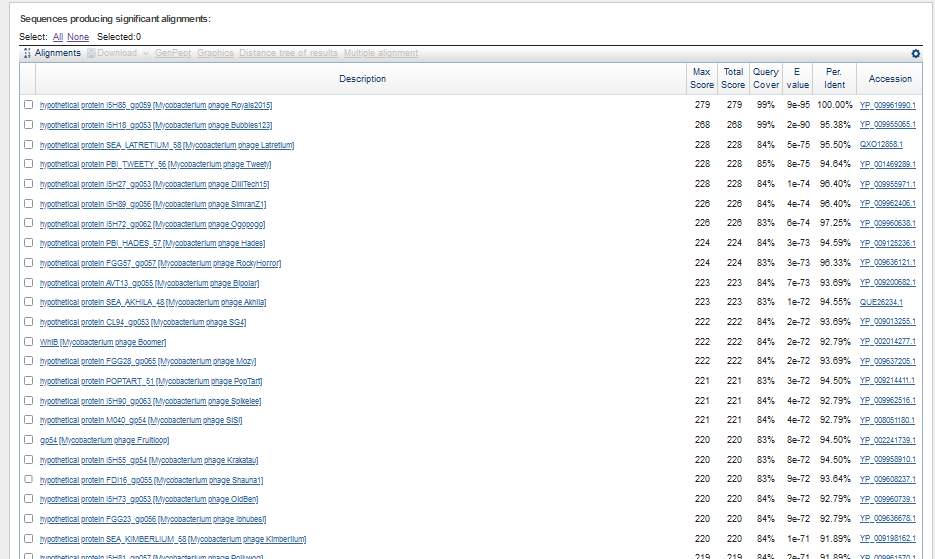 Sequences producing significant alignments:
Select: All None Selected:0
Alignments Download GenPept Graphics Distance tree of results Multiple alignment
Description Max Score Total Score Query Cover E value Per. Ident Accession
hypothetical protein I5H85_gp059 [Mycobacterium phage Royals2015] 279 279 99% 9e-95 100.00% YP_009961990.1
hypothetical protein I5H18_gp053 [Mycobacterium phage Bubbles123] 268 268 99% 2e-90 95.38% YP_009955065.1
hypothetical protein SEA_LATRETIUM_58 [Mycobacterium phage Latretium] 228 228 84% 5e-75 95.50% QXO12858.1
hypothetical protein PBI_TWEETY_56 [Mycobacterium phage Tweety] 228 228 85% 8e-75 94.64% YP_001469289.1
hypothetical protein I5H27_gp053 [Mycobacterium phage DillTech15] 228 228 84% 1e-74 96.40% YP_009955971.1
hypothetical protein I5H89_gp056 [Mycobacterium phage SimranZ1] 226 226 84% 4e-74 96.40% YP_009962406.1
hypothetical protein I5H72_gp062 [Mycobacterium phage Ogopogo] 226 226 83% 6e-74 97.25% YP_009960638.1
hypothetical protein PBI_HADES_57 [Mycobacterium phage Hades] 224 224 84% 3e-73 94.59% YP_009125236.1
hypothetical protein FGG57_gp057 [Mycobacterium phage RockyHorror] 224 224 83% 3e-73 96.33% YP_009636121.1
hypothetical protein AVT13_gp055 [Mycobacterium phage Bipolar] 223 223 84% 7e-73 93.69% YP_009200682.1
hypothetical protein SEA_AKHILA_48 [Mycobacterium phage Akhila] 223 223 83% 1e-72 94.55% QUE26234.1
hypothetical protein CL94_gp053 [Mycobacterium phage SG4] 222 222 84% 2e-72 93.69% YP_009013255.1
WhiB [Mycobacterium phage Boomer] 222 222 84% 2e-72 92.79% YP_002014277.1
hypothetical protein FGG28_gp065 [Mycobacterium phage Mozy] 222 222 84% 2e-72 93.69% YP_009637205.1
hypothetical protein POPTART_51 [Mycobacterium phage PopTart] 221 221 83% 3e-72 94.50% YP_009214411.1
hypothetical protein I5H90_gp063 [Mycobacterium phage Spikelee] 221 221 84% 4e-72 92.79% YP_009962516.1
hypothetical protein M040_gp54 [Mycobacterium phage SiSi] 221 221 84% 4e-72 92.79% YP_008051180.1
gp54 [Mycobacterium phage Fruitloop] 220 220 83% 8e-72 94.50% YP_002241739.1
hypothetical protein I5H55_gp54 [Mycobacterium phage Krakatau] 220 220 83% 8e-72 94.50% YP_009958910.1
hypothetical protein FDI16_gp055 [Mycobacterium phage Shauna1] 220 220 83% 9e-72 93.64% YP_009608237.1
hypothetical protein I5H73_gp053 [Mycobacterium phage OldBen] 220 220 84% 9e-72 92.79% YP_009960739.1
hypothetical protein FGG23_gp056 [Mycobacterium phage Ibhubesi] 220 220 84% 9e-72 92.79% YP_009636678.1
hypothetical protein SEA_KIMBERLIUM_58 [Mycobacterium phage Kimberlium] 220 220 84% 1e-71 91.89% YP_009198162.1
hypothetical protein I5H81_gp057 [Mycobacterium phage Pollywog] 219 219 84% 2e-71 91.89% YP_009961570.1